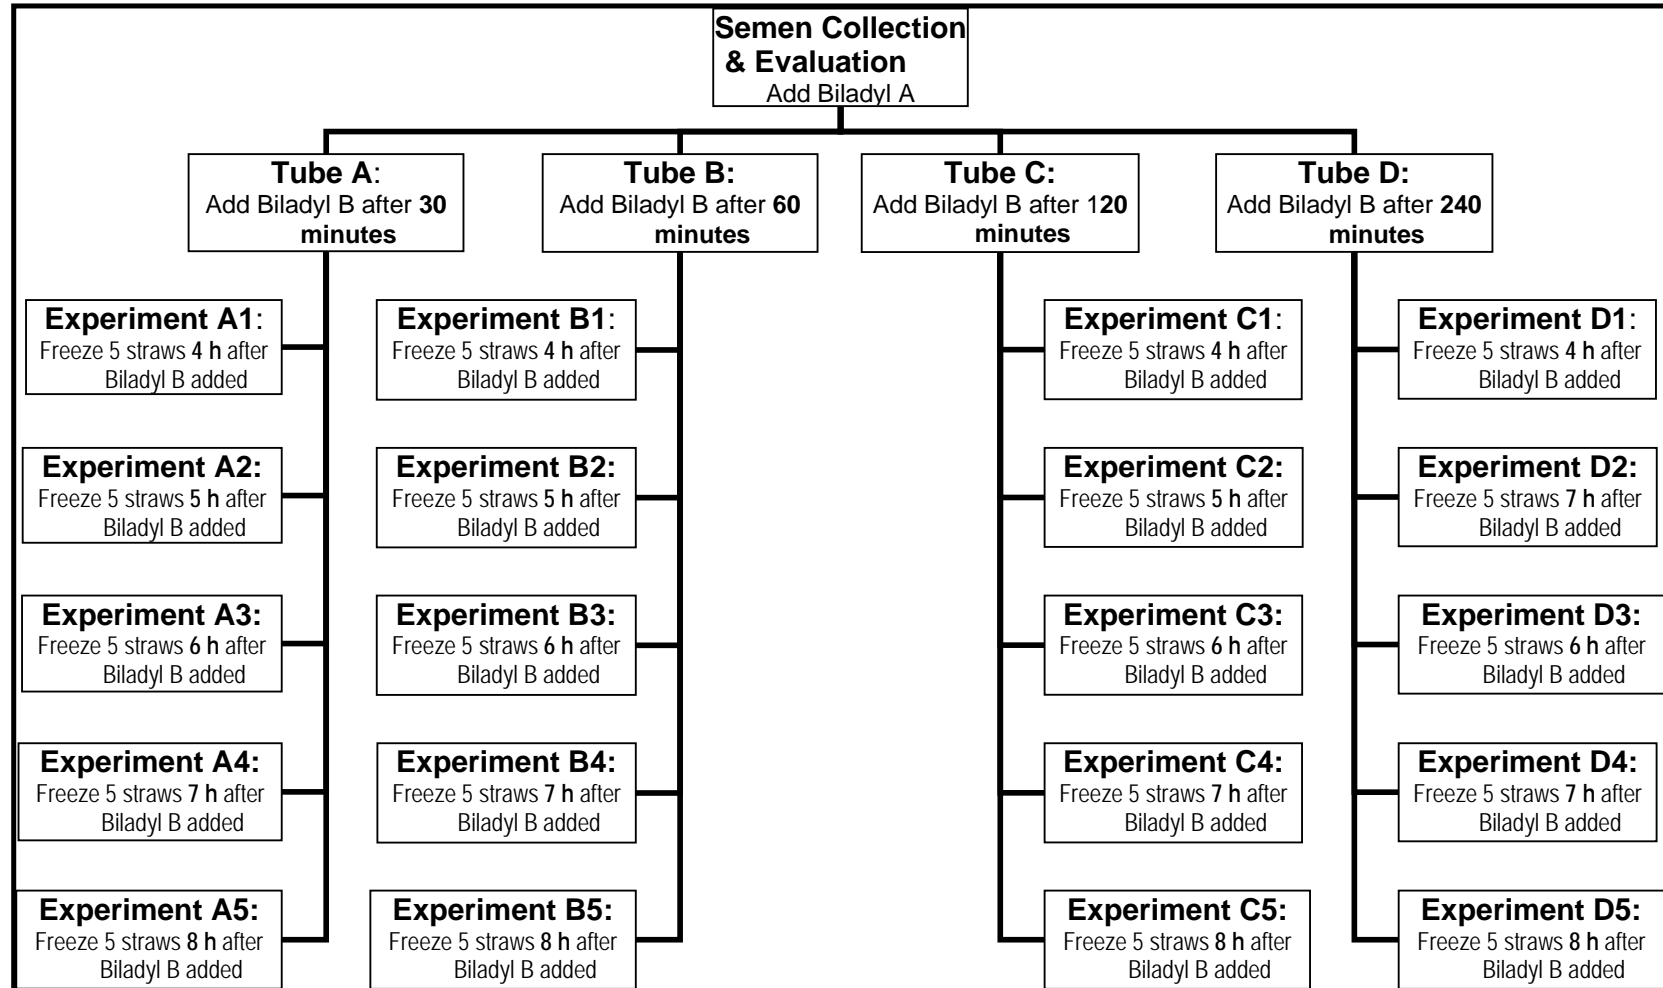 Semen Collection
& Evaluation
Add Biladyl A
Tube A:
Add Biladyl B after 30
minutes
Tube B:
Add Biladyl B after 60
minutes
Tube C:
Add Biladyl B after 120
minutes
Tube D:
Add Biladyl B after 240
minutes
Experiment A1:
Freeze 5 straws 4 h after
Biladyl B added
Experiment B1:
Freeze 5 straws 4 h after
Biladyl B added
Experiment C1:
Freeze 5 straws 4 h after
Biladyl B added
Experiment D1:
Freeze 5 straws 4 h after
Biladyl B added
Experiment A2:
Freeze 5 straws 5 h after
Biladyl B added
Experiment B2:
Freeze 5 straws 5 h after
Biladyl B added
Experiment C2:
Freeze 5 straws 5 h after
Biladyl B added
Experiment D2:
Freeze 5 straws 7 h after
Biladyl B added
Experiment A3:
Freeze 5 straws 6 h after
Biladyl B added
Experiment B3:
Freeze 5 straws 6 h after
Biladyl B added
Experiment C3:
Freeze 5 straws 6 h after
Biladyl B added
Experiment D3:
Freeze 5 straws 6 h after
Biladyl B added
Experiment A4:
Freeze 5 straws 7 h after
Biladyl B added
Experiment B4:
Freeze 5 straws 7 h after
Biladyl B added
Experiment C4:
Freeze 5 straws 7 h after
Biladyl B added
Experiment D4:
Freeze 5 straws 7 h after
Biladyl B added
Experiment A5:
Freeze 5 straws 8 h after
Biladyl B added
Experiment B5:
Freeze 5 straws 8 h after
Biladyl B added
Experiment C5:
Freeze 5 straws 8 h after
Biladyl B added
Experiment D5:
Freeze 5 straws 8 h after
Biladyl B added